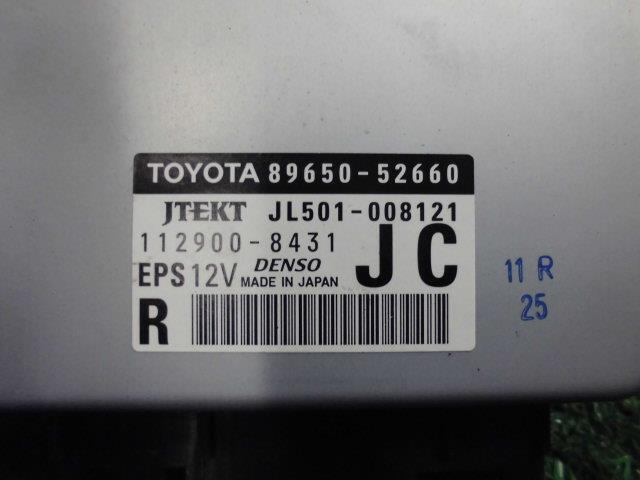 TOYOTA 89650-52660
JTEKT JL501-008121
112900-8431
EPS 12V DENSO MADE IN JAPAN JC
R
11 R
25